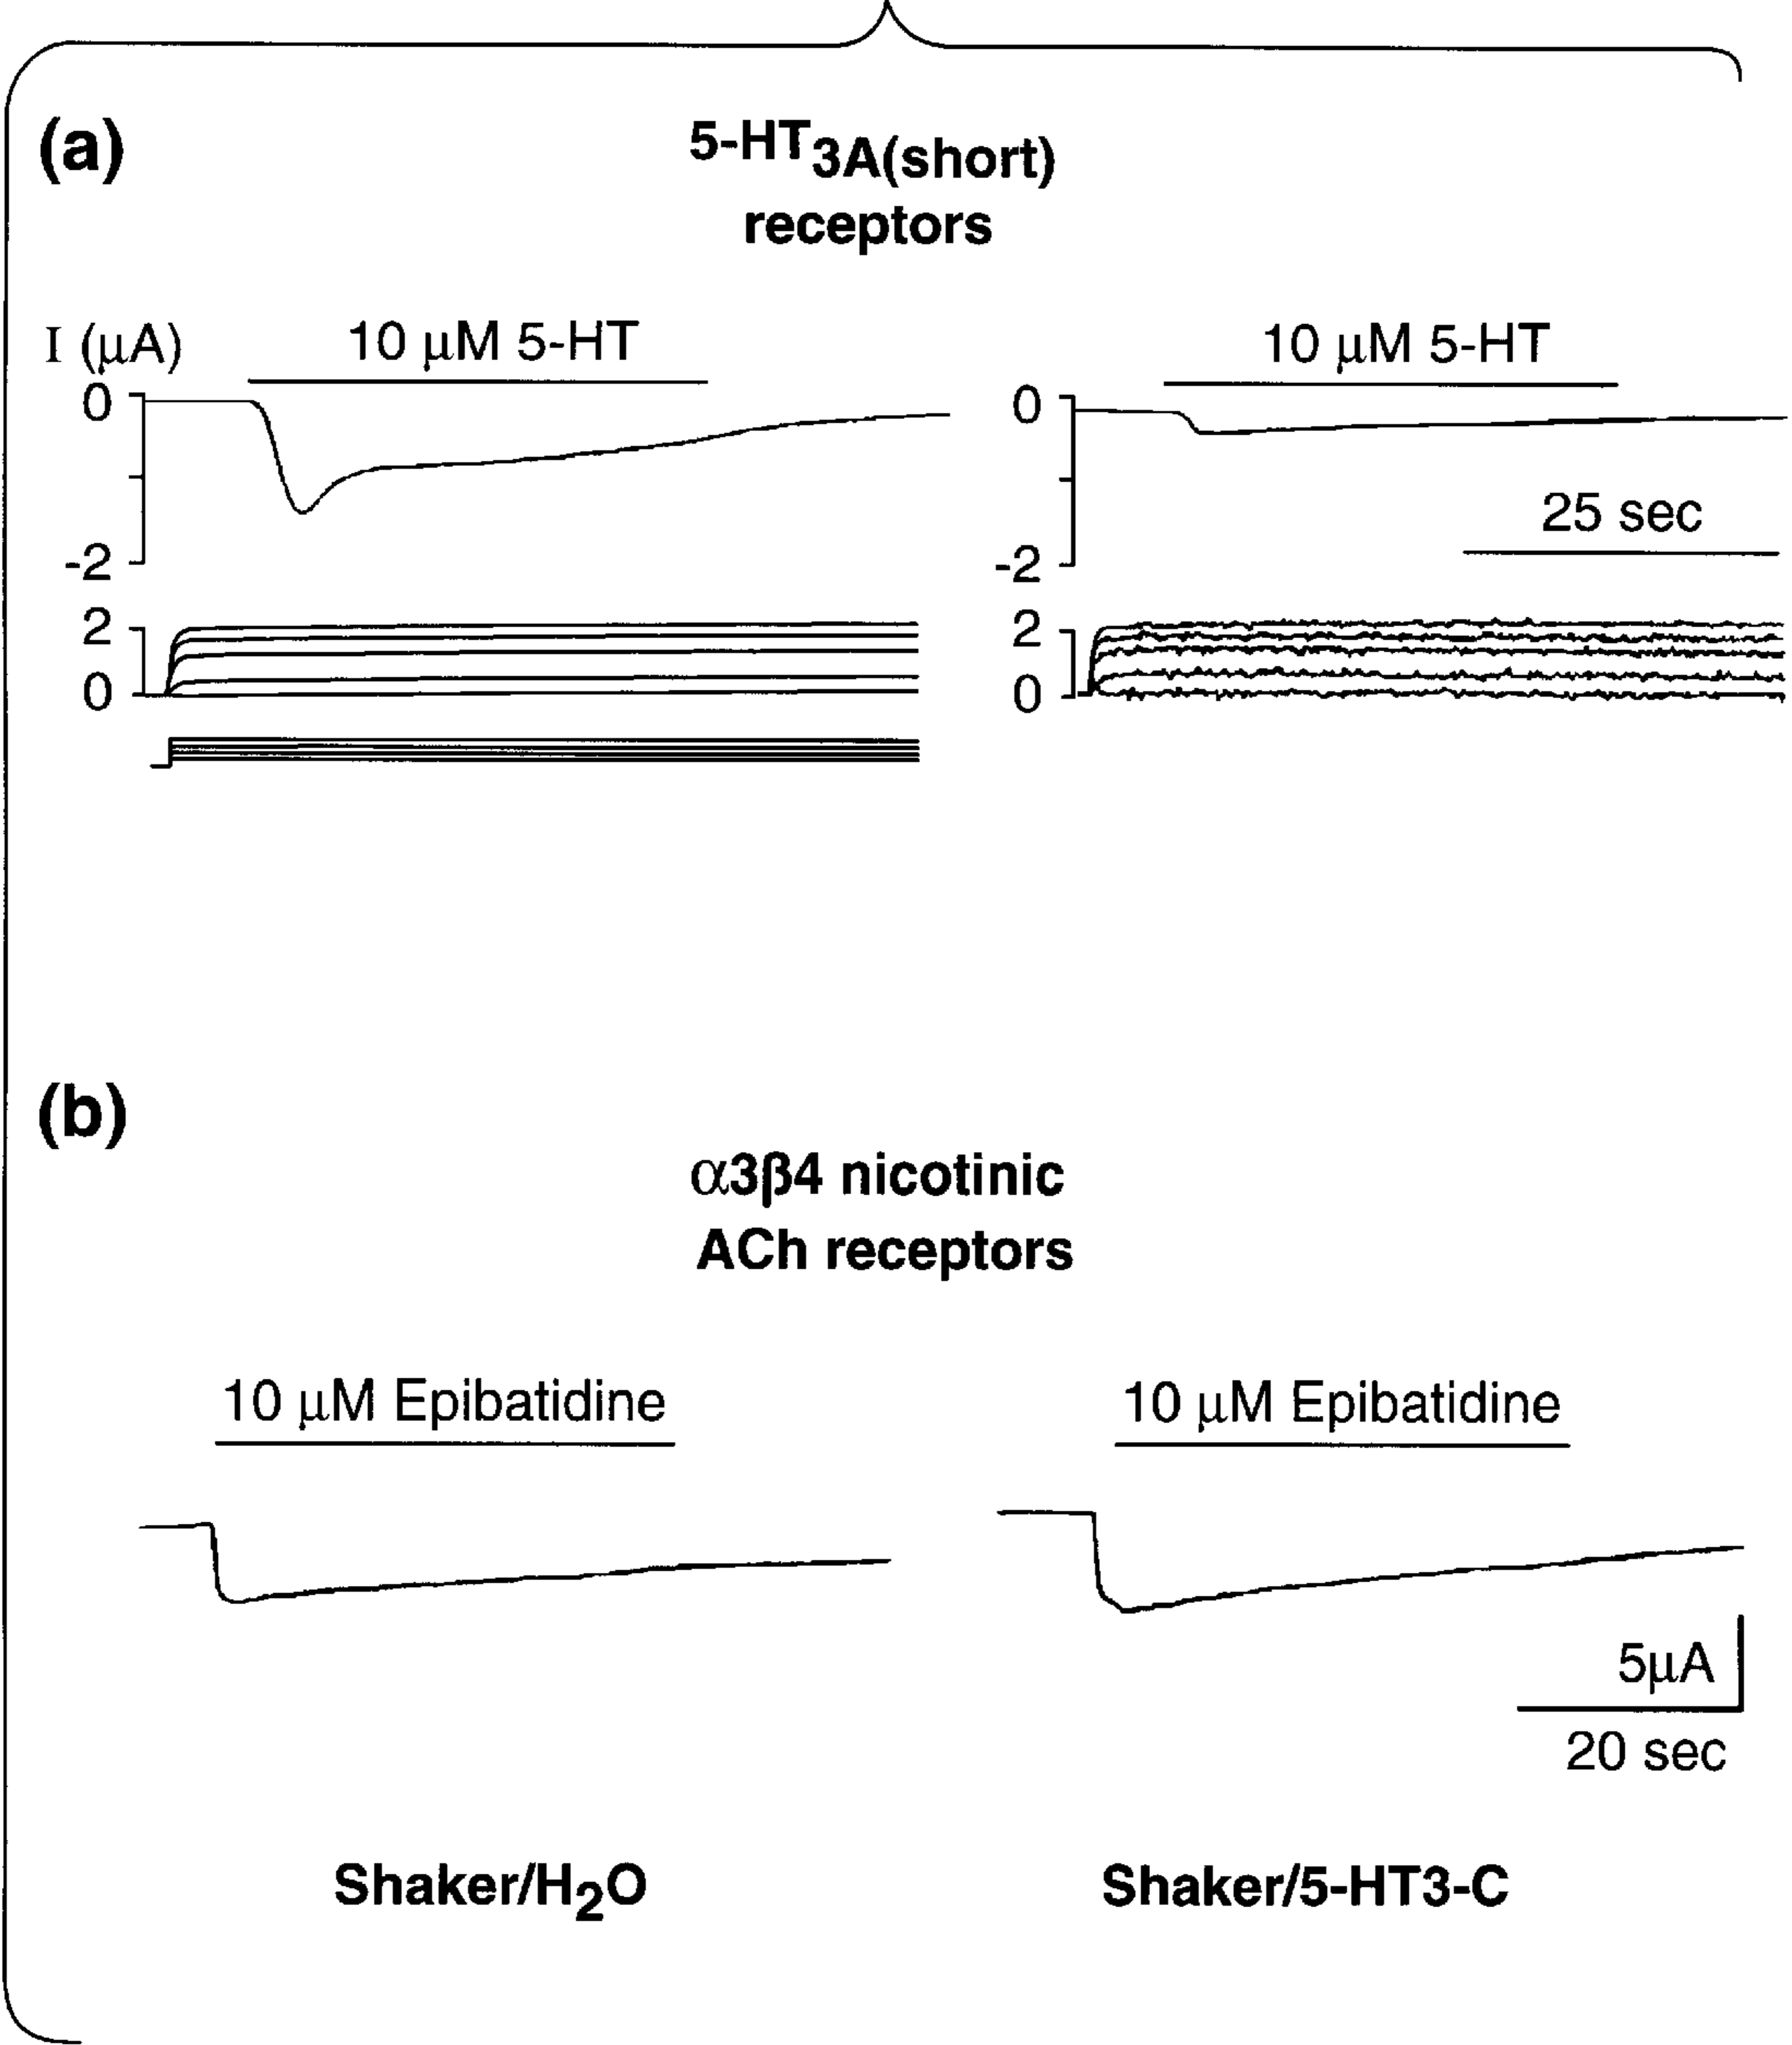 (a)
5-HT3A(short)
receptors
I (μA)
10 μM 5-HT
10 μM 5-HT
0
0
25 sec
-2
-2
2
2
0
0
(b)
α3β4 nicotinic
ACh receptors
10 μM Epibatidine
10 μM Epibatidine
5μA
20 sec
Shaker/H2O
Shaker/5-HT3-C